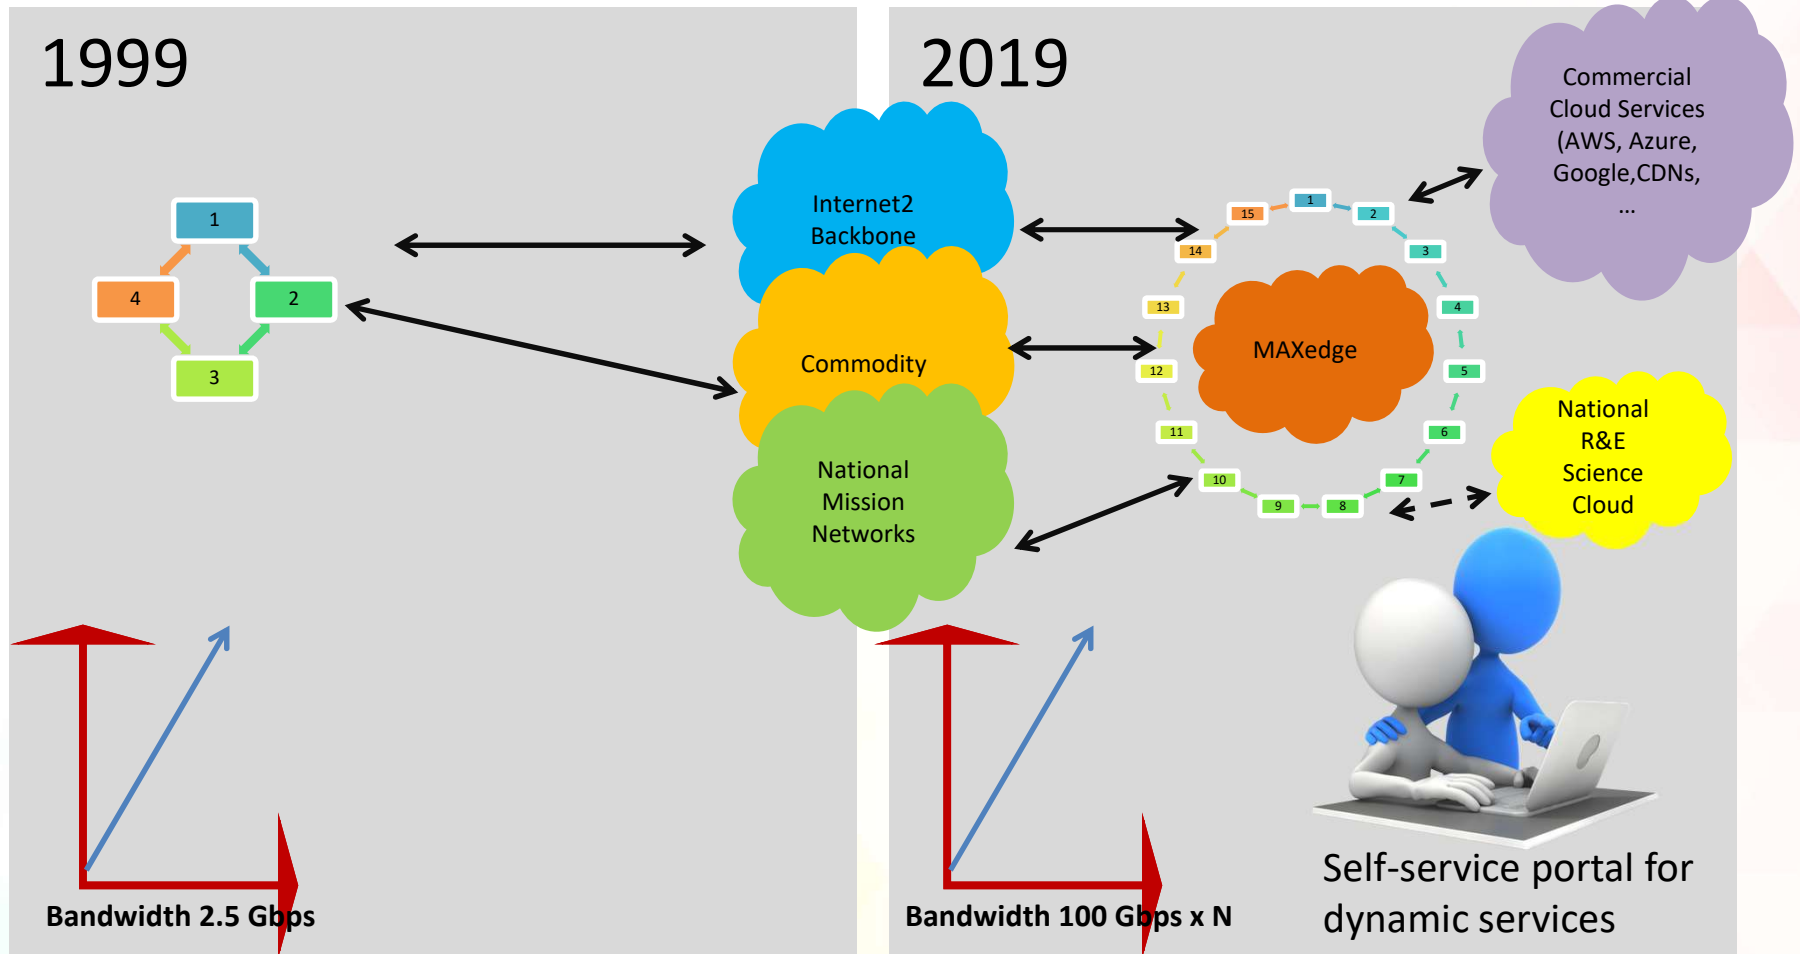 1999
1
4
2
3
Bandwidth 2.5 Gbps
Internet2
Backbone
Commodity
National
Mission
Networks
2019
1
2
3
4
5
6
7
8
9
10
11
12
13
14
15
MAXedge
Commercial
Cloud Services
(AWS, Azure,
Google,CDNs,
...
National
R&E
Science
Cloud
Bandwidth 100 Gbps x N
Self-service portal for
dynamic services